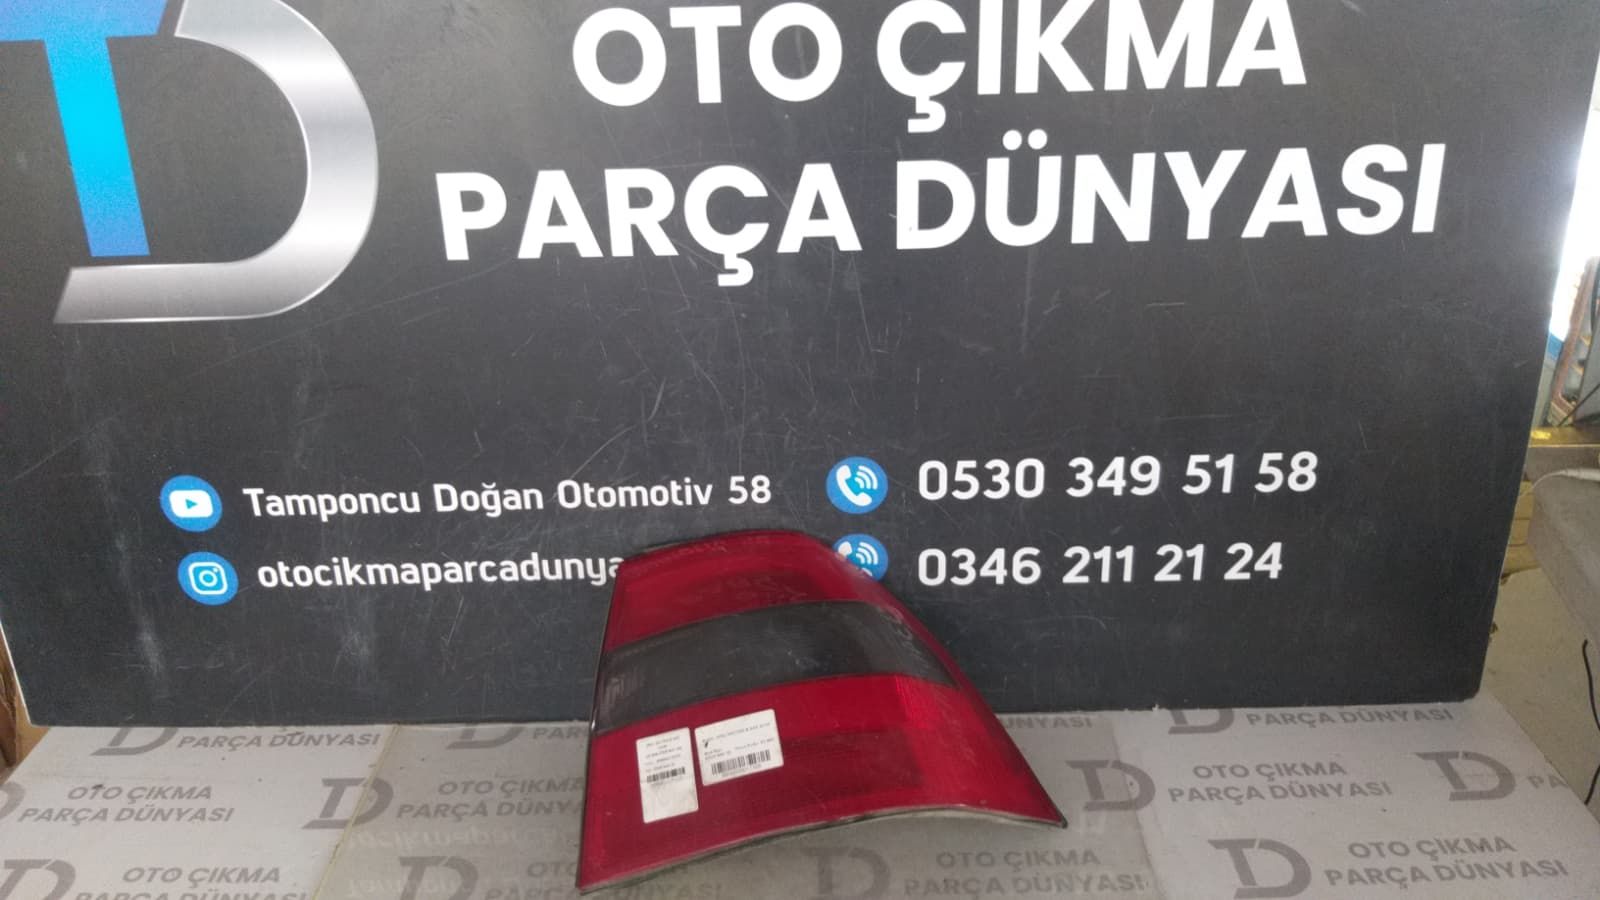 OTO ÇIKMA
PARÇA DÜNYASI
Tamponcu Doğan Otomotiv 58
0530 349 51 58
otocikmaparcadunya
0346 211 21 24
PARÇA DÜNYASI
OTO ÇIKMA
PARÇA DÜNYASI
OTO ÇIKMA
PARÇA DÜNYASI
OTO ÇIKMA
PARÇA DÜNYASI
OTO ÇIKMA
OTO ÇIKMA
PARÇA DÜNYASI
OTO ÇIKMA
PARÇA DÜNYASI